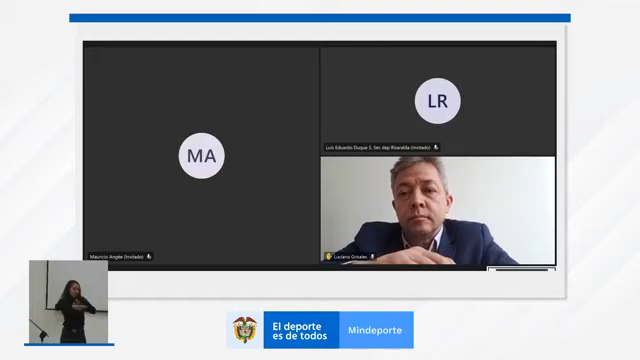 MA
LR
Luis Eduardo Duque S. Sec dep Risaralda (Invitado)
Mauricio Angée (Invitado)
Luciano Grisales
El deporte
es de todos
Mindeporte